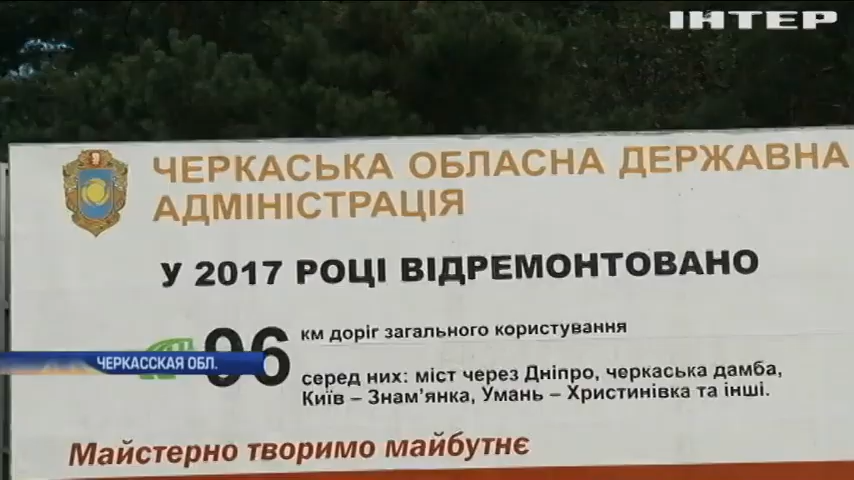 ІНТЕР
ЧЕРКАСЬКА ОБЛАСНА ДЕРЖАВНА
АДМІНІСТРАЦІЯ
У 2017 РОЦІ ВІДРЕМОНТОВАНО
96 км доріг загального користування
ЧЕРКАССКАЯ ОБЛ.
серед них: міст через Дніпро, черкаська дамба,
Київ – Знам'янка, Умань – Христинівка та інші.
Майстерно творимо майбутнє